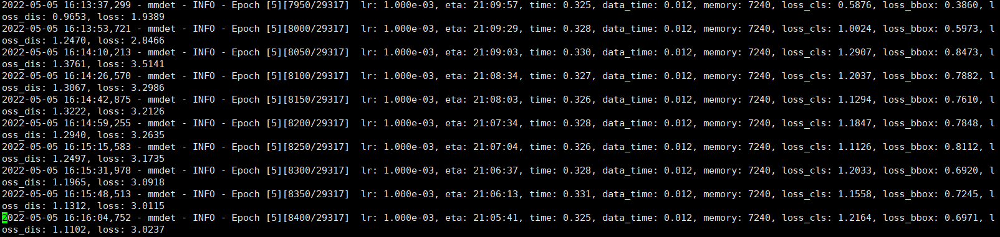 2022-05-05 16:13:37,299 - mmdet - INFO - Epoch [5][7950/29317]  lr: 1.000e-03, eta: 21:09:57, time: 0.325, data_time: 0.012, memory: 7240, loss_cls: 0.5876, loss_bbox: 0.3860, l
oss_dis: 0.9653, loss: 1.9389
2022-05-05 16:13:53,721 - mmdet - INFO - Epoch [5][8000/29317]  lr: 1.000e-03, eta: 21:09:29, time: 0.328, data_time: 0.012, memory: 7240, loss_cls: 1.0024, loss_bbox: 0.5973, l
oss_dis: 1.2470, loss: 2.8466
2022-05-05 16:14:10,213 - mmdet - INFO - Epoch [5][8050/29317]  lr: 1.000e-03, eta: 21:09:03, time: 0.330, data_time: 0.012, memory: 7240, loss_cls: 1.2907, loss_bbox: 0.8473, l
oss_dis: 1.3761, loss: 3.5141
2022-05-05 16:14:26,570 - mmdet - INFO - Epoch [5][8100/29317]  lr: 1.000e-03, eta: 21:08:34, time: 0.327, data_time: 0.012, memory: 7240, loss_cls: 1.2037, loss_bbox: 0.7882, l
oss_dis: 1.3067, loss: 3.2986
2022-05-05 16:14:42,875 - mmdet - INFO - Epoch [5][8150/29317]  lr: 1.000e-03, eta: 21:08:03, time: 0.326, data_time: 0.012, memory: 7240, loss_cls: 1.1294, loss_bbox: 0.7610, l
oss_dis: 1.3222, loss: 3.2126
2022-05-05 16:14:59,255 - mmdet - INFO - Epoch [5][8200/29317]  lr: 1.000e-03, eta: 21:07:34, time: 0.328, data_time: 0.012, memory: 7240, loss_cls: 1.1847, loss_bbox: 0.7848, l
oss_dis: 1.2940, loss: 3.2635
2022-05-05 16:15:15,583 - mmdet - INFO - Epoch [5][8250/29317]  lr: 1.000e-03, eta: 21:07:04, time: 0.326, data_time: 0.012, memory: 7240, loss_cls: 1.1126, loss_bbox: 0.8112, l
oss_dis: 1.2497, loss: 3.1735
2022-05-05 16:15:31,978 - mmdet - INFO - Epoch [5][8300/29317]  lr: 1.000e-03, eta: 21:06:37, time: 0.328, data_time: 0.012, memory: 7240, loss_cls: 1.2033, loss_bbox: 0.6920, l
oss_dis: 1.1965, loss: 3.0918
2022-05-05 16:15:48,513 - mmdet - INFO - Epoch [5][8350/29317]  lr: 1.000e-03, eta: 21:06:13, time: 0.331, data_time: 0.012, memory: 7240, loss_cls: 1.1558, loss_bbox: 0.7245, l
oss_dis: 1.1312, loss: 3.0115
2022-05-05 16:16:04,752 - mmdet - INFO - Epoch [5][8400/29317]  lr: 1.000e-03, eta: 21:05:41, time: 0.325, data_time: 0.012, memory: 7240, loss_cls: 1.2164, loss_bbox: 0.6971, l
oss_dis: 1.1102, loss: 3.0237